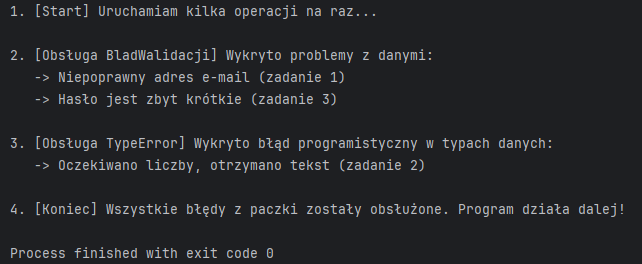 1. [Start] Uruchamiam kilka operacji na raz...
2. [Obsługa BladWalidacji] Wykryto problemy z danymi:
-> Niepoprawny adres e-mail (zadanie 1)
-> Hasło jest zbyt krótkie (zadanie 3)
3. [Obsługa TypeError] Wykryto błąd programistyczny w typach danych:
-> Oczekiwano liczby, otrzymano tekst (zadanie 2)
4. [Koniec] Wszystkie błędy z paczki zostały obsłużone. Program działa dalej!
Process finished with exit code 0